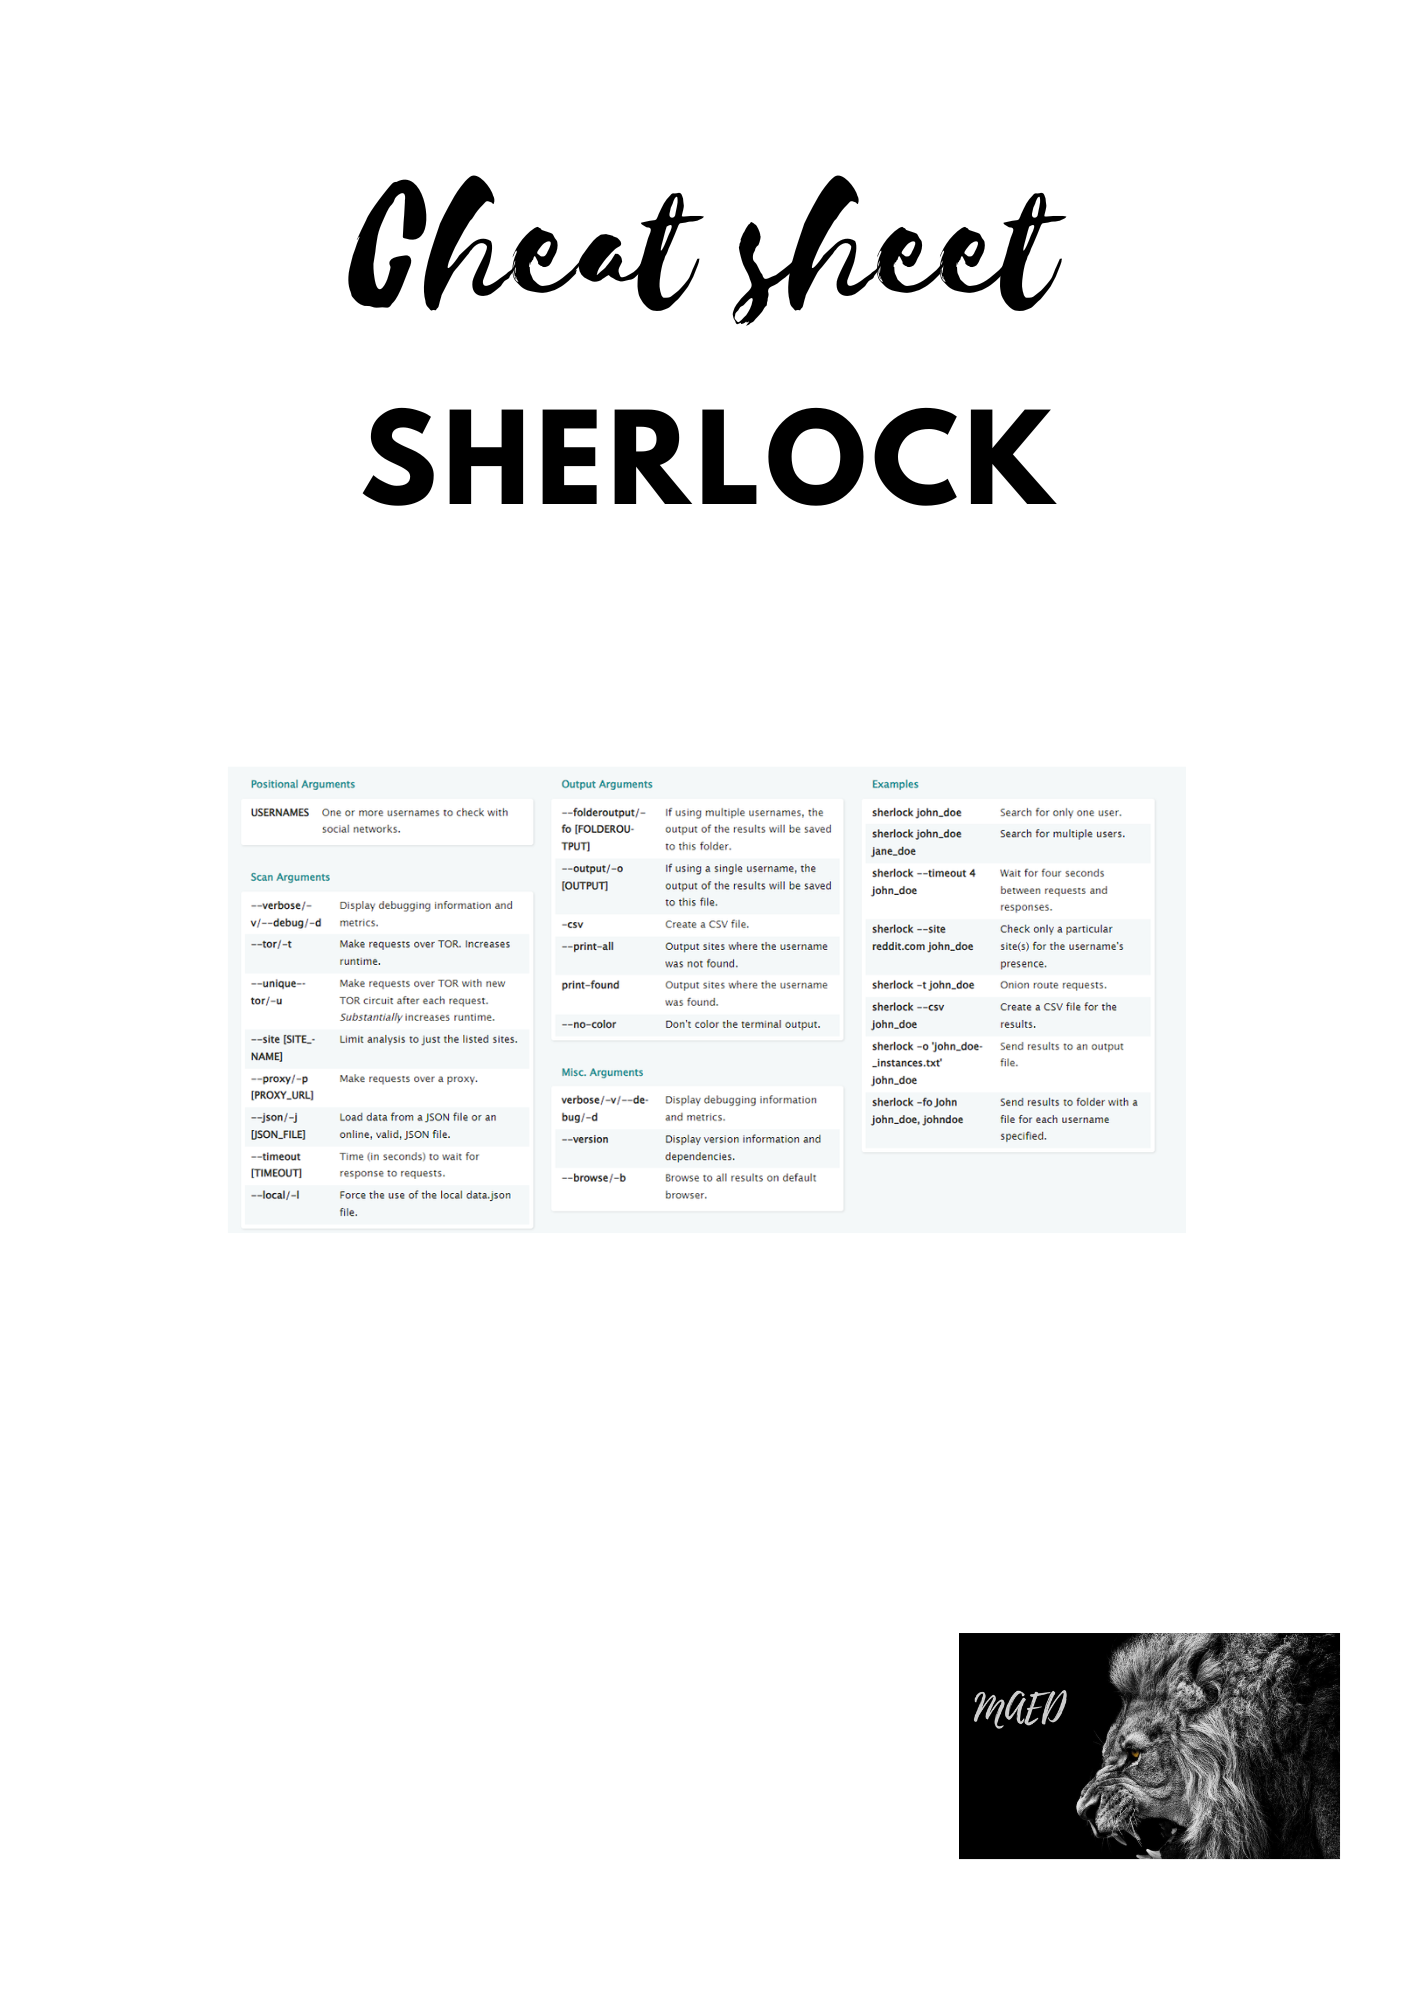 Cheat sheet
SHERLOCK
Positional Arguments
USERNAMES One or more usernames to check with
social networks.
Scan Arguments
--verbose/- Display debugging information and
v/--debug/-d metrics.
--tor/-t Make requests over TOR. Increases
runtime.
--unique-- Make requests over TOR with new
tor/-u TOR circuit after each request.
Substantially increases runtime.
--site [SITE_- Limit analysis to just the listed sites.
NAME]
--proxy/-p Make requests over a proxy.
[PROXY_URL]
--json/-j Load data from a JSON file or an
[JSON_FILE] online, valid, JSON file.
--timeout Time (in seconds) to wait for
[TIMEOUT] response to requests.
--local/-l Force the use of the local data.json
file.
Output Arguments
--folderoutput/- If using multiple usernames, the
fo [FOLDEROU- output of the results will be saved
TPUT] to this folder.
--output/-o If using a single username, the
[OUTPUT] output of the results will be saved
to this file.
-csv Create a CSV file.
--print-all Output sites where the username
was not found.
print-found Output sites where the username
was found.
--no-color Don't color the terminal output.
Misc. Arguments
verbose/-v/--de- Display debugging information
bug/-d and metrics.
--version Display version information and
dependencies.
--browse/-b Browse to all results on default
browser.
Examples
sherlock john_doe Search for only one user.
sherlock john_doe Search for multiple users.
jane_doe
sherlock --timeout 4 Wait for four seconds
john_doe between requests and
responses.
sherlock --site Check only a particular
reddit.com john_doe site(s) for the username's
presence.
sherlock -t john_doe Onion route requests.
sherlock --csv Create a CSV file for the
john_doe results.
sherlock -o 'john_doe- Send results to an output
_instances.txt' file.
john_doe
sherlock -fo John Send results to folder with a
john_doe, johndoe file for each username
specified.
MAED